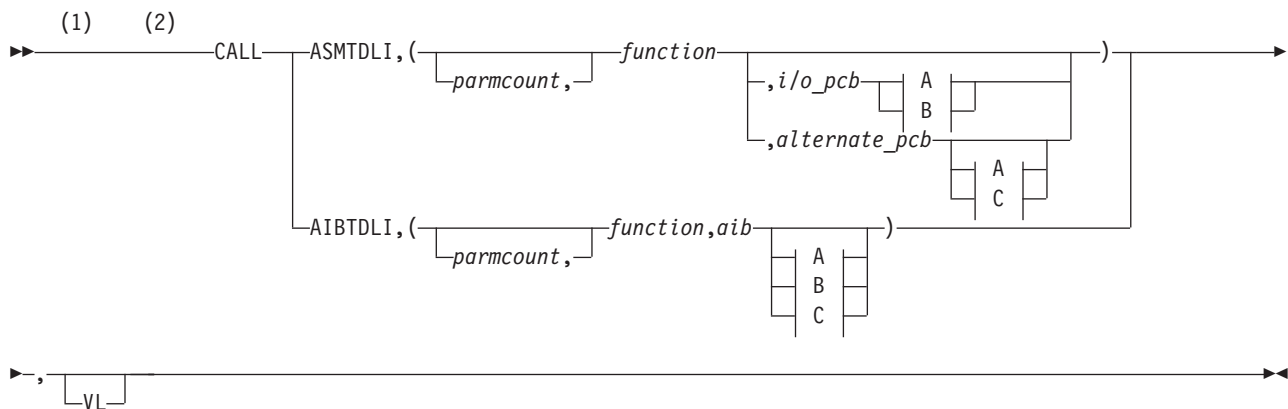 (1) (2)
CALL ASMTDLI,( function )
parmcount, ,i/o_pcb A
B
,alternate_pcb
A
C
AIBTDLI,( function,aib )
parmcount, A
B
C
,
VL